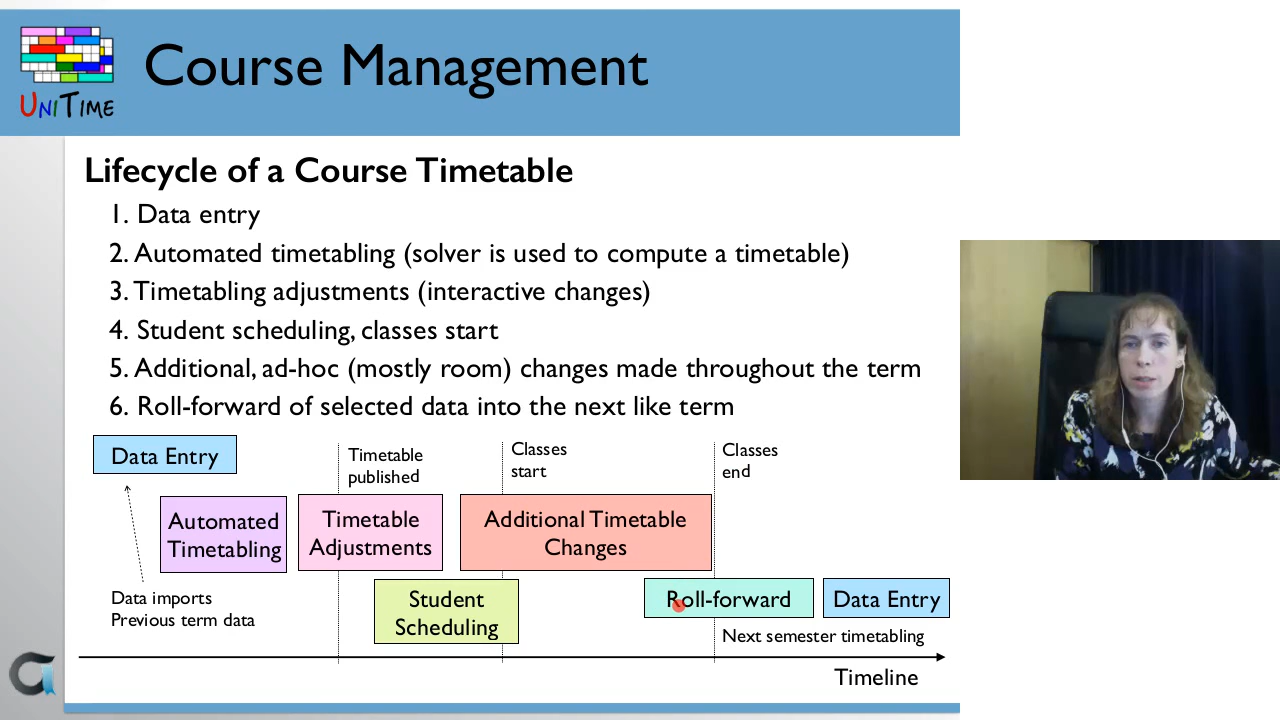 UNITIME
Course Management
Lifecycle of a Course Timetable
1. Data entry
2. Automated timetabling (solver is used to compute a timetable)
3. Timetabling adjustments (interactive changes)
4. Student scheduling, classes start
5. Additional, ad-hoc (mostly room) changes made throughout the term
6. Roll-forward of selected data into the next like term
Data Entry
Timetable
published
Classes
start
Classes
end
Automated
Timetabling
Timetable
Adjustments
Additional Timetable
Changes
Data imports
Previous term data
Student
Scheduling
Roll-forward
Data Entry
Next semester timetabling
Timeline